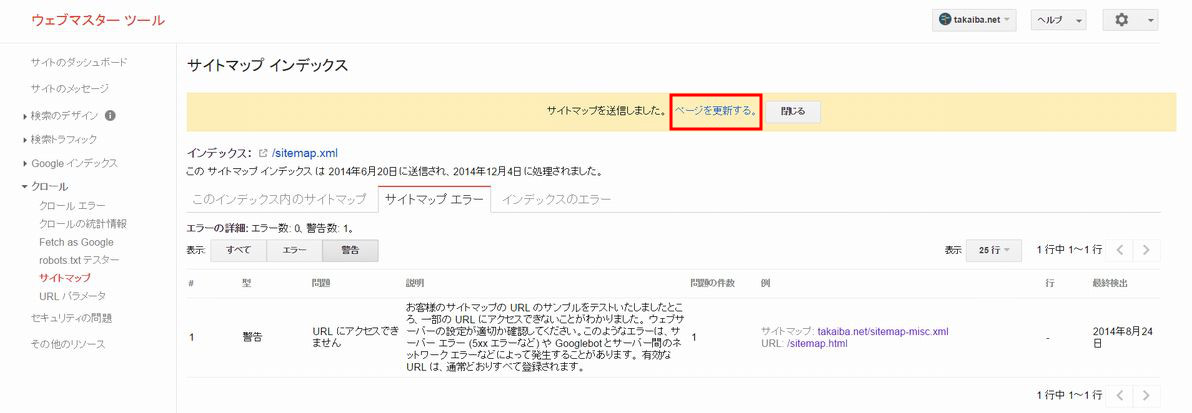 ウェブマスター ツール
takaiba.net
ヘルプ
サイトのダッシュボード
サイトのメッセージ
検索のデザイン
検索トラフィック
Google インデックス
クロール
クロール エラー
クロールの統計情報
Fetch as Google
robots.txt テスター
サイトマップ
URL パラメータ
セキュリティの問題
その他のリソース
サイトマップ インデックス
サイトマップを送信しました。 ページを更新する。 閉じる
インデックス: /sitemap.xml
この サイトマップ インデックス は 2014年6月20日に送信され、2014年12月4日に処理されました。
このインデックス内のサイトマップ サイトマップ エラー インデックスのエラー
エラーの詳細: エラー数: 0、警告数: 1。
表示: すべて エラー 警告 表示 25 行 1 行中 1～1 行
# 型 問題 説明 問題の件数 例 行 最終検出
1 警告
URL にアクセスで
きません
お客様のサイトマップの URL のサンプルをテストいたしましたとこ
ろ、一部の URL にアクセスできないことがわかりました。ウェブサ
ーバーの設定が適切か確認してください。このようなエラーは、サ
ーバー エラー (5xx エラーなど) や Googlebot とサーバー間のネ
ットワーク エラーなどによって発生することがあります。有効な
URL は、通常どおりすべて登録されます。
1
サイトマップ: takaiba.net/sitemap-misc.xml
URL: /sitemap.html
-
2014年8月24
日
1 行中 1～1 行